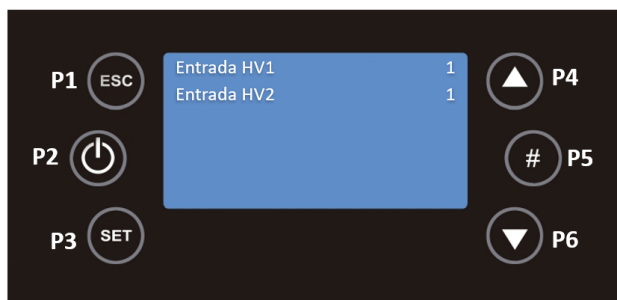 P1 ESC
P2
P3 SET
Entrada HV1 1
Entrada HV2 1
P4
# P5
P6